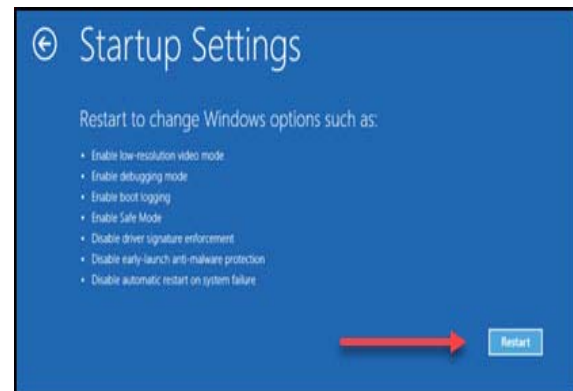 Startup Settings
Restart to change Windows options such as:
• Enable low-resolution video mode
• Enable debugging mode
• Enable boot logging
• Enable Safe Mode
• Disable driver signature enforcement
• Disable early-launch anti-malware protection
• Disable automatic restart on system failure
Restart